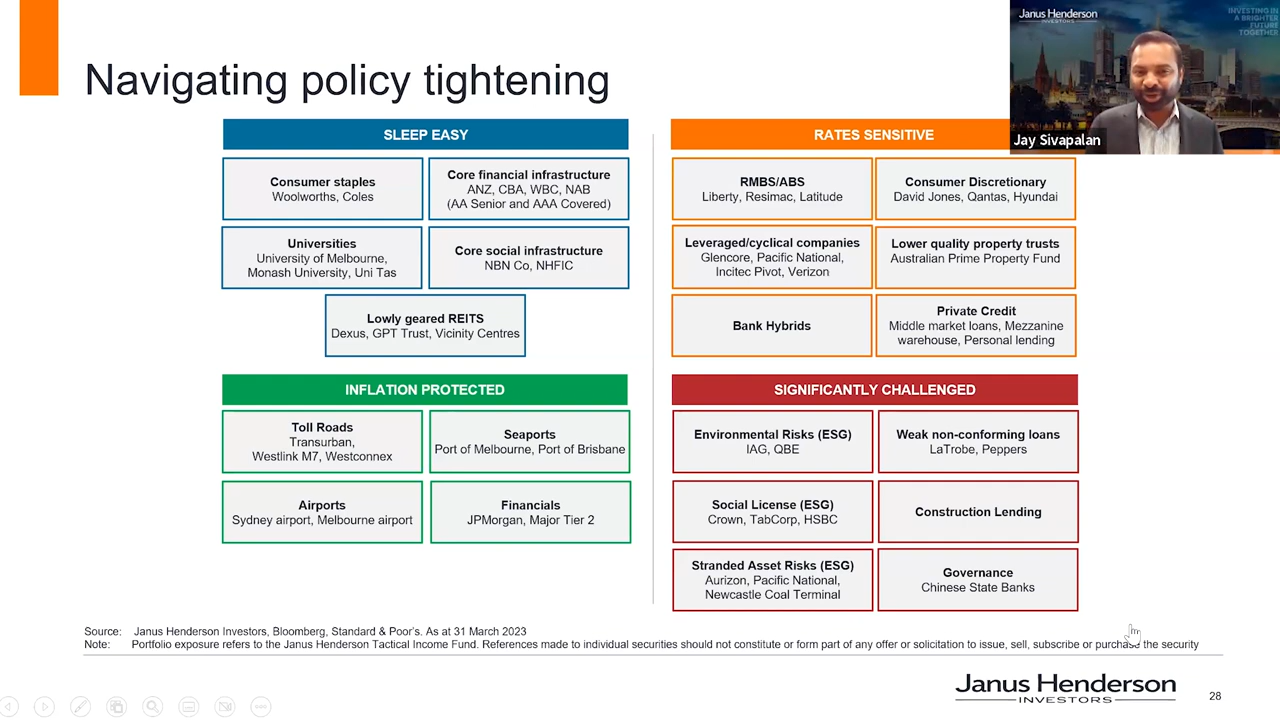 Navigating policy tightening
Janus Henderson
INVESTORS
INVESTING IN
A BRIGHTER
FUTURE
TOGETHER
Jay Sivapalan
SLEEP EASY
Consumer staples
Woolworths, Coles
Core financial infrastructure
ANZ, CBA, WBC, NAB
(AA Senior and AAA Covered)
Universities
University of Melbourne,
Monash University, Uni Tas
Core social infrastructure
NBN Co, NHFIC
Lowly geared REITS
Dexus, GPT Trust, Vicinity Centres
RATES SENSITIVE
RMBS/ABS
Liberty, Resimac, Latitude
Consumer Discretionary
David Jones, Qantas, Hyundai
Leveraged/cyclical companies
Glencore, Pacific National,
Incitec Pivot, Verizon
Lower quality property trusts
Australian Prime Property Fund
Bank Hybrids
Private Credit
Middle market loans, Mezzanine
warehouse, Personal lending
INFLATION PROTECTED
Toll Roads
Transurban,
Westlink M7, Westconnex
Seaports
Port of Melbourne, Port of Brisbane
Airports
Sydney airport, Melbourne airport
Financials
JPMorgan, Major Tier 2
SIGNIFICANTLY CHALLENGED
Environmental Risks (ESG)
IAG, QBE
Weak non-conforming loans
LaTrobe, Peppers
Social License (ESG)
Crown, TabCorp, HSBC
Construction Lending
Stranded Asset Risks (ESG)
Aurizon, Pacific National,
Newcastle Coal Terminal
Governance
Chinese State Banks
Source: Janus Henderson Investors, Bloomberg, Standard & Poor's. As at 31 March 2023
Note: Portfolio exposure refers to the Janus Henderson Tactical Income Fund. References made to individual securities should not constitute or form part of any offer or solicitation to issue, sell, subscribe or purchase the security
Janus Henderson
INVESTORS
28